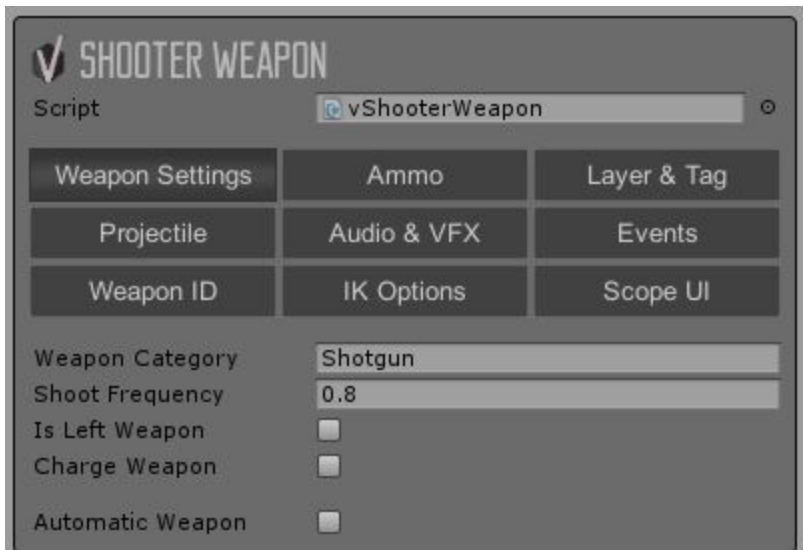 SHOOTER WEAPON
Script vShooterWeapon
Weapon Settings Ammo Layer & Tag
Projectile Audio & VFX Events
Weapon ID IK Options Scope UI
Weapon Category Shotgun
Shoot Frequency 0.8
Is Left Weapon
Charge Weapon
Automatic Weapon